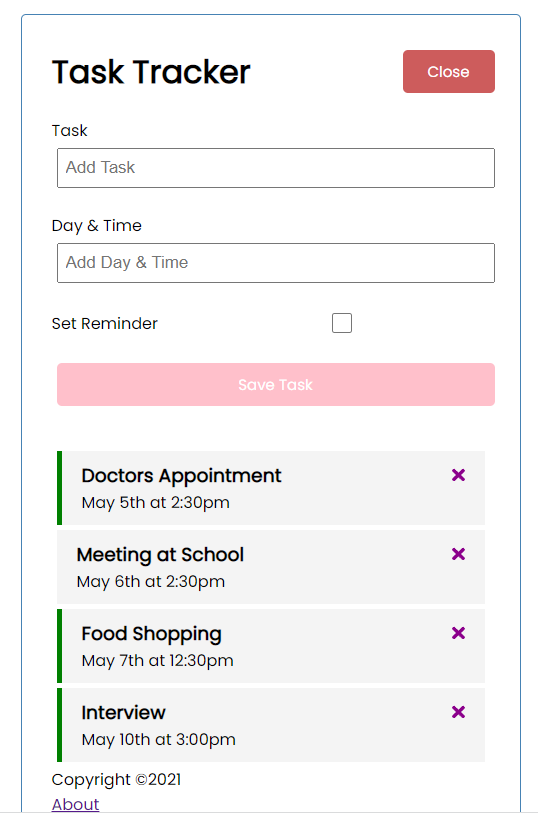 Task Tracker
Close
Task
Add Task
Day & Time
Add Day & Time
Set Reminder
Save Task
Doctors Appointment
May 5th at 2:30pm
Meeting at School
May 6th at 2:30pm
Food Shopping
May 7th at 12:30pm
Interview
May 10th at 3:00pm
Copyright ©2021
About